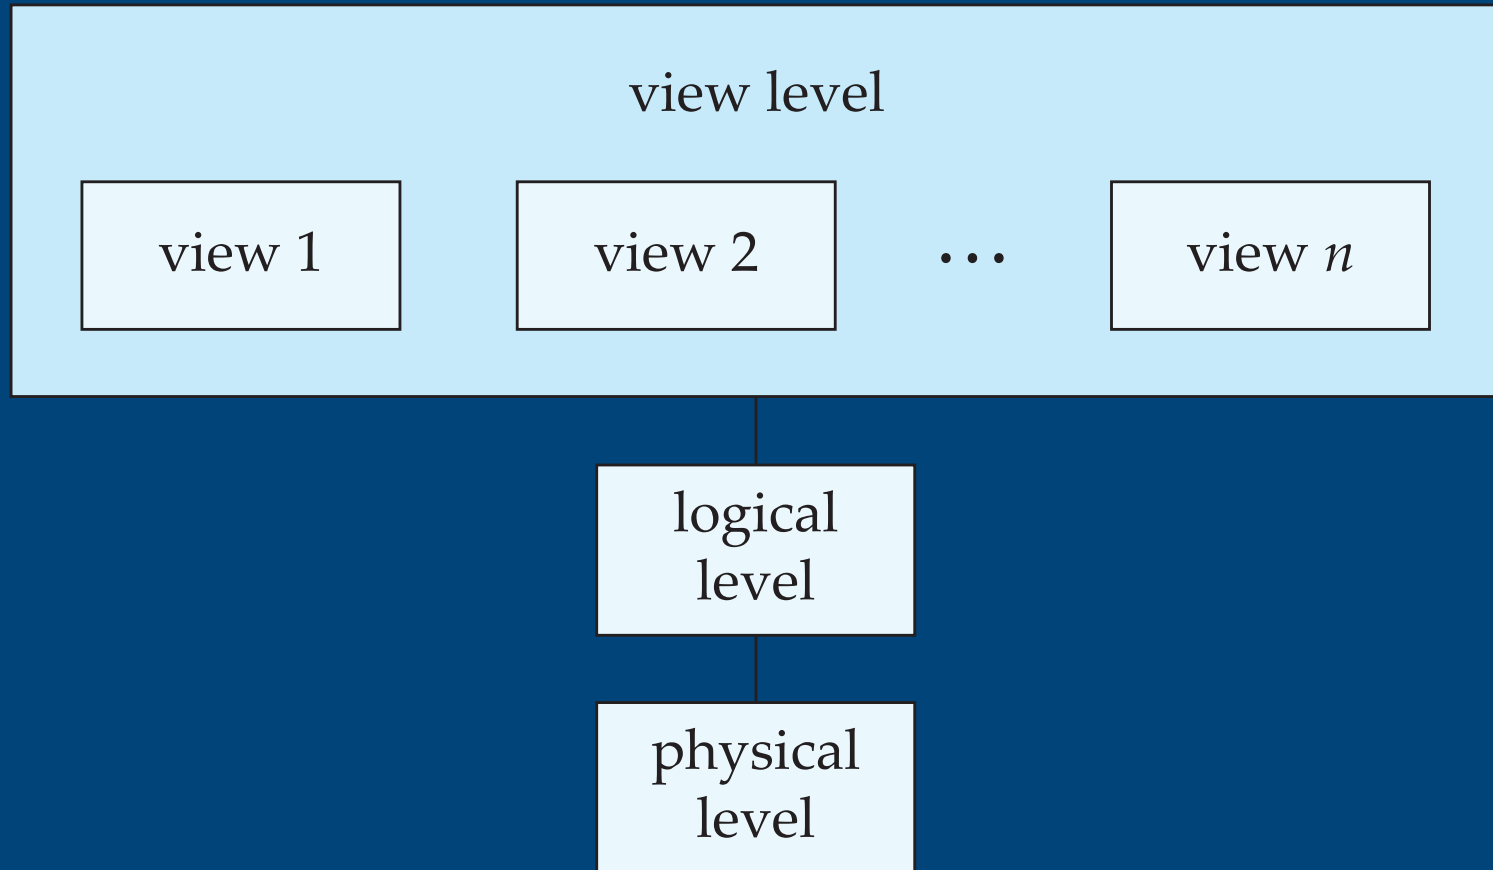 view level
view 1
view 2
...
view n
logical
level
physical
level